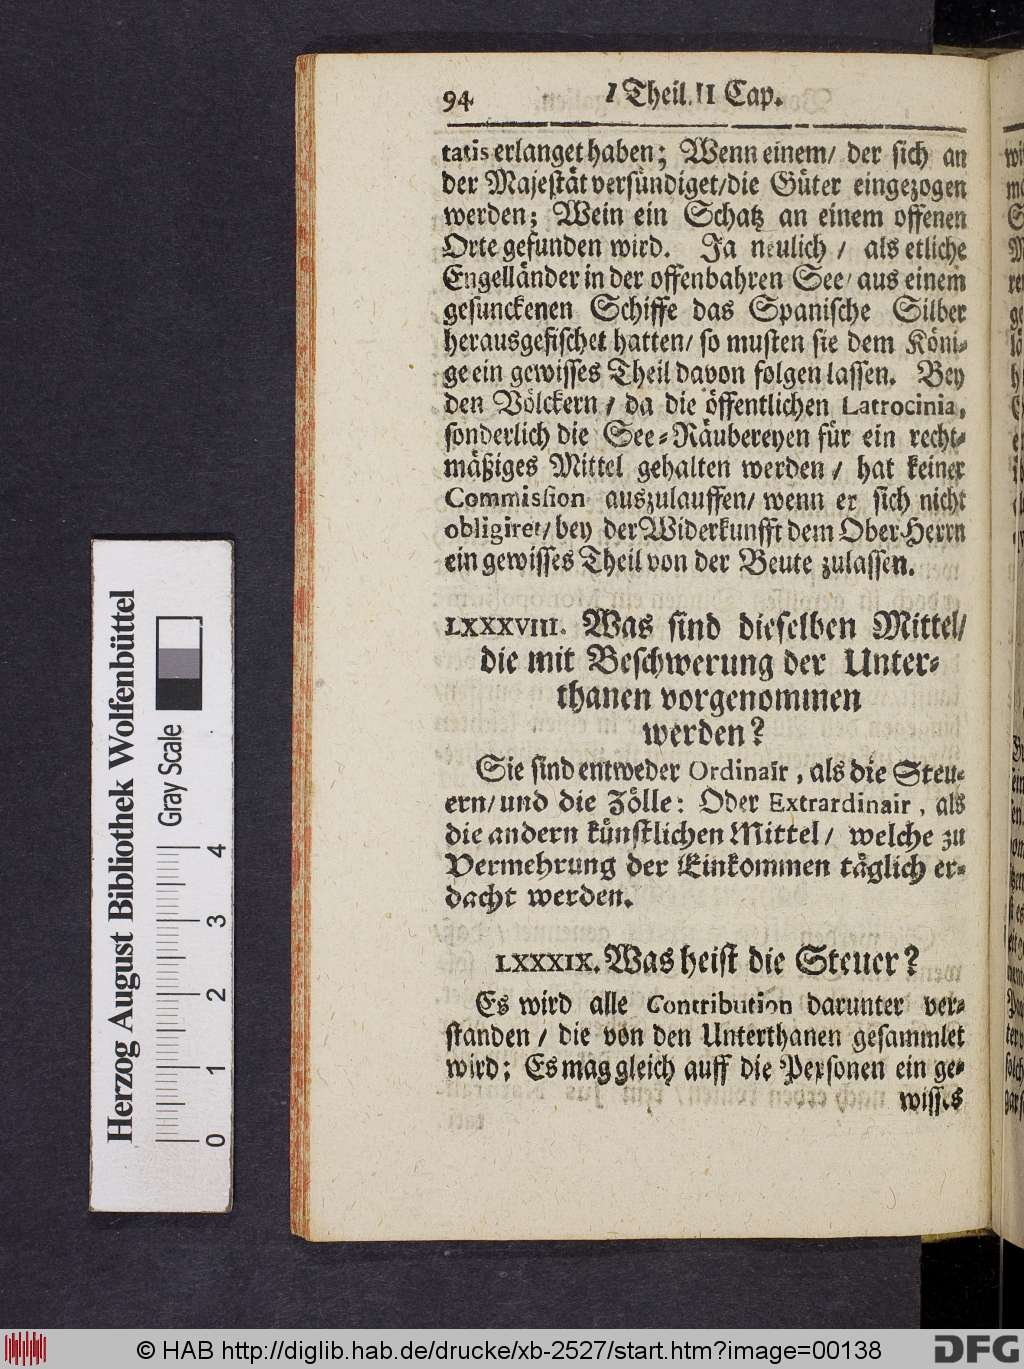 94
I Theil. II Cap.
tatis erlanget haben; Wenn einem/ der sich an
der Majestät versündiget/die Güter eingezogen
werden; Wein ein Schatz an einem offenen
Orte gefunden wird. Ja neulich / als etliche
Engelländer in der offenbahren See/ aus einem
gesunckenen Schiffe das Spanische Silber
herausgefischet hatten/ so musten sie dem Köni-
ge ein gewisses Theil davon folgen lassen. Bey
den Völckern / da die öffentlichen Latrocinia,
sonderlich die See-Räubereyen für ein recht-
mäßiges Mittel gehalten werden / hat keiner
Commission auszulauffen/ wenn er sich nicht
obligiret/ bey der Widerkunfft dem Ober-Herrn
ein gewisses Theil von der Beute zulassen.
LXXXVIII. Was sind dieselben Mittel/
die mit Beschwerung der Unter-
thanen vorgenommen
werden?
Sie sind entweder Ordinair, als die Steu-
ern/ und die Zölle: Oder Extrardinair, als
die andern künstlichen Mittel/ welche zu
Vermehrung der Einkommen täglich er-
dacht werden.
LXXXIX. Was heist die Steuer?
Es wird alle Contribution darunter ver-
standen / die von den Unterthanen gesammlet
wird; Es mag gleich auff die Personen ein ge-
wisses
Herzog August Bibliothek Wolfenbüttel
Gray Scale
0 1 2 3 4
© HAB http://diglib.hab.de/drucke/xb-2527/start.htm?image=00138
DFG